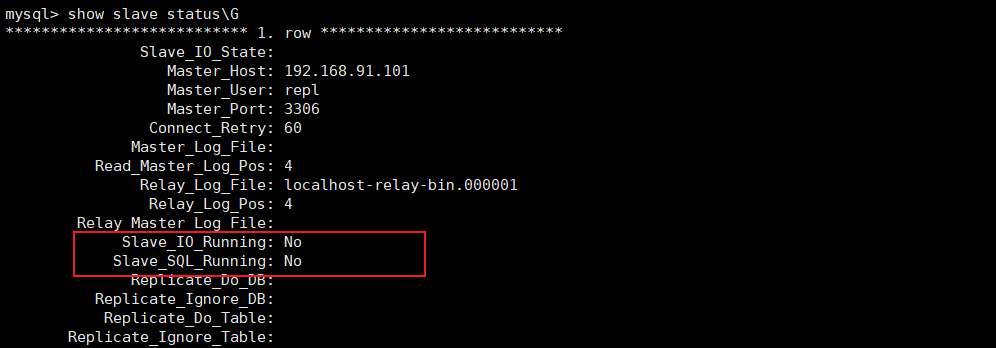 mysql> show slave status\G
*************************** 1. row ***************************
Slave_IO_State:
Master_Host: 192.168.91.101
Master_User: repl
Master_Port: 3306
Connect_Retry: 60
Master_Log_File:
Read_Master_Log_Pos: 4
Relay_Log_File: localhost-relay-bin.000001
Relay_Log_Pos: 4
Relay_Master_Log_File:
Slave_IO_Running: No
Slave_SQL_Running: No
Replicate_Do_DB:
Replicate_Ignore_DB:
Replicate_Do_Table:
Replicate_Ignore_Table: